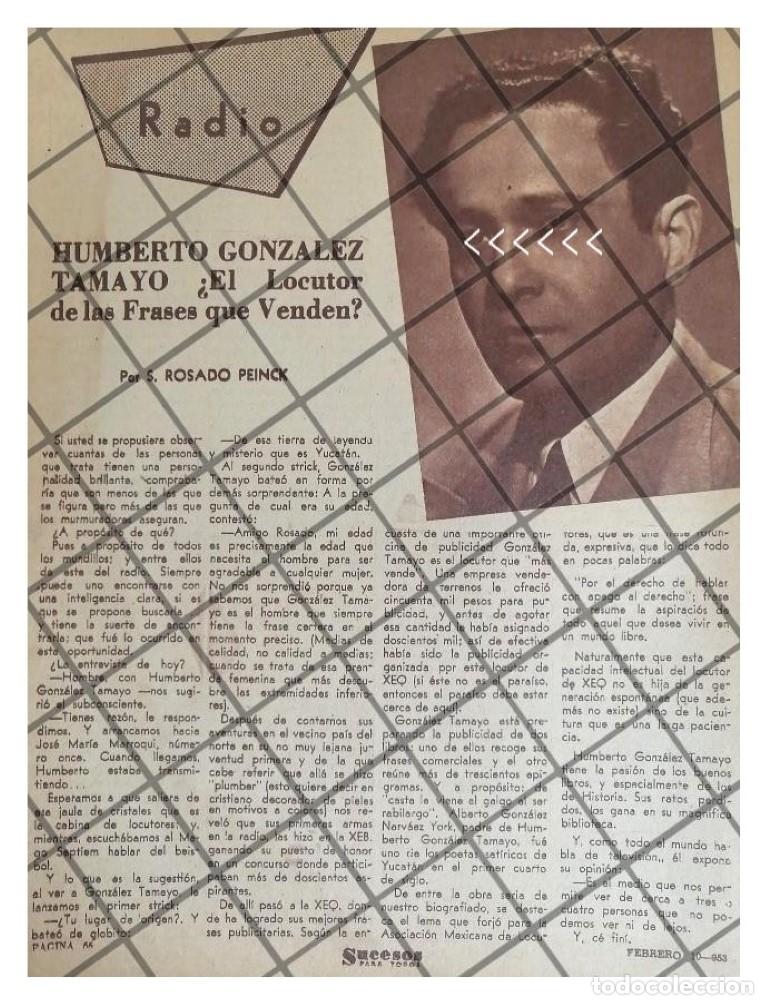 Radio
HUMBERTO GONZALEZ
TAMAYO ¿El Locutor
de las Frases que Venden?
Por S. ROSADO PEINCK
Si usted se propusiera obser-
var cuantas de las personas
que trata tienen una perso-
nalidad brillante, comproba-
ría que son menos de las que
se figura pero más de las que
los murmuradores aseguran.
¿A propósito de qué?
Pues a propósito de todos
los mundillos; y entre ellos
de este del radio. Siempre
puede uno encontrarse con
una inteligencia clara, si es
que se propone buscarla
y tiene la suerte de encon-
trarla; que fué lo ocurrido en
esta oportunidad.
¿La entrevista de hoy?
—Hombre con Humberto
González Tamayo —nos sugi-
rió el subconsciente.
—Tienes razón, le respon-
dimos. Y arrancamos hacia
José María Marroqui, núme-
ro once. Cuando llegamos,
Humberto estaba transmi-
tiendo...
Esperamos a que saliera de
esa jaula de cristales que es
la cabina de locutores; y,
mientras, escuchábamos al Ma-
go Septiem hablar del beis-
bol.
Y lo que es la sugestión,
al ver a González Tamayo, le
lanzamos el primer strick:
—¿Tu lugar de origen?. Y
bateó de globito:
PAGINA 66
—De esa tierra de leyenda
y misterio que es Yucatán.
Al segundo strick, González
Tamayo bateó en forma por
demás sorprendente: A la pre-
gunta de cual era su edad,
contestó:
—Amigo Rosado, mi edad
es precisamente la edad que
necesita el hombre para ser
agradable a cualquier mujer.
No nos sorprendió porque ya
sabemos que González Tama-
yo es el hombre que siempre
tiene la frase certera en el
momento preciso. (Medias de
calidad, no calidad a medias;
cuando se trata de esa pren-
da femenina que más descu-
bre las extremidades inferio-
res).
Después de contarnos sus
aventuras en el vecino país del
norte en su no muy lejana ju-
ventud primera y de la que
cabe referir que allá se hizo
"plumber" (esto quiere decir en
cristiano decorador de pieles
en motivos a colores) nos re-
veló que sus primeras armas
en la radio, las hizo en la XEB,
ganando su puesto de honor
en un concurso donde partici-
paban más de doscientos as-
pirantes.
De allí pasó a la XEQ, don-
de ha logrado sus mejores fra-
ses publicitarias. Según la en-
cuesta de una importante ofi-
cina de publicidad González
Tamayo es el locutor que "más
vende". Una empresa vende-
dora de terrenos le ofreció
cincuenta mil pesos para pu-
blicidad, y antes de agotar
esa cantidad le había asignado
doscientos mil; así de efectiva
había sido la publicidad or-
ganizada ppr este locutor de
XEQ (si éste no es el paraíso,
entonces el paraíso debe estar
cerca de aquí).
González Tamayo está pre-
parando la publicidad de dos
libros: uno de ellos recoge sus
frases comerciales y el otro
reúne más de trescientos epi-
gramas. A propósito; de
"casta le viene el galgo el ser
rabilargo". Alberto González
Narváez York, padre de Hum-
berto González Tamayo, fué
uno de los poetas satíricos de
Yucatán en el primer cuarto
de siglo.
De entre la obra seria de
nuestro biografiado, se desta-
ca el lema que forjó para la
Asociación Mexicana de Locu-
tores, que es una frase rotun-
da, expresiva, que lo dice todo
en pocas palabras:
"Por el derecho de hablar
con apego al derecho"; frase
que resume la aspiración de
todo aquel que desea vivir en
un mundo libre.
Naturalmente que esta ca-
pacidad intelectual del locutor
de XEQ no es hija de la ge-
neración espontánea (que ade-
más no existe) sino de la cul-
tura que es una larga pacien-
cia.
Humberto González Tamayo
tiene la pasión de los buenos
libros, y especialmente de los
de Historia. Sus ratos perdi-
dos, los gana en su magnífica
biblioteca.
Y, como todo el mundo ha-
bla de televisión,, él expone
su opinión:
—Es el medio que nos per-
mite ver de cerca a tres o
cuatro personas que no po-
demos ver ni de lejos.
Y, cé finí.
Sucesos
PARA TODOS
FEBRERO 10—953
todocoleccion